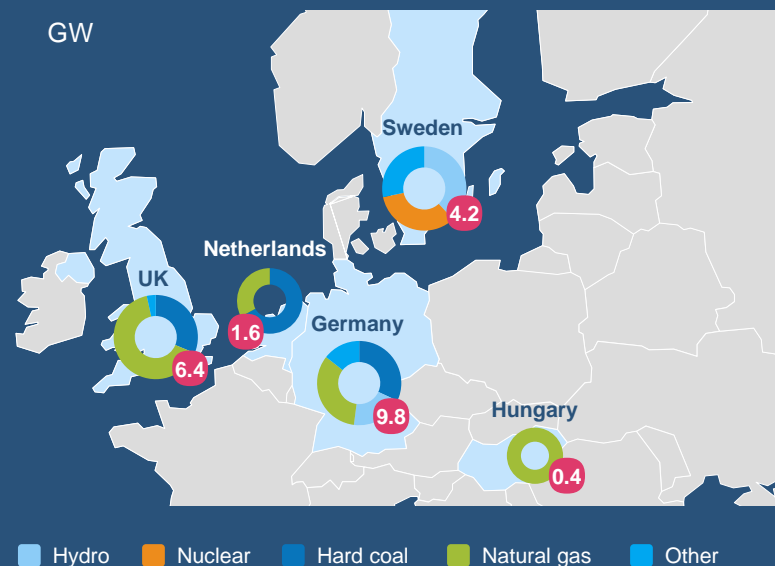 GW
Sweden
4.2
Netherlands
UK
1.6
Germany
6.4
9.8
Hungary
0.4
Hydro Nuclear Hard coal Natural gas Other